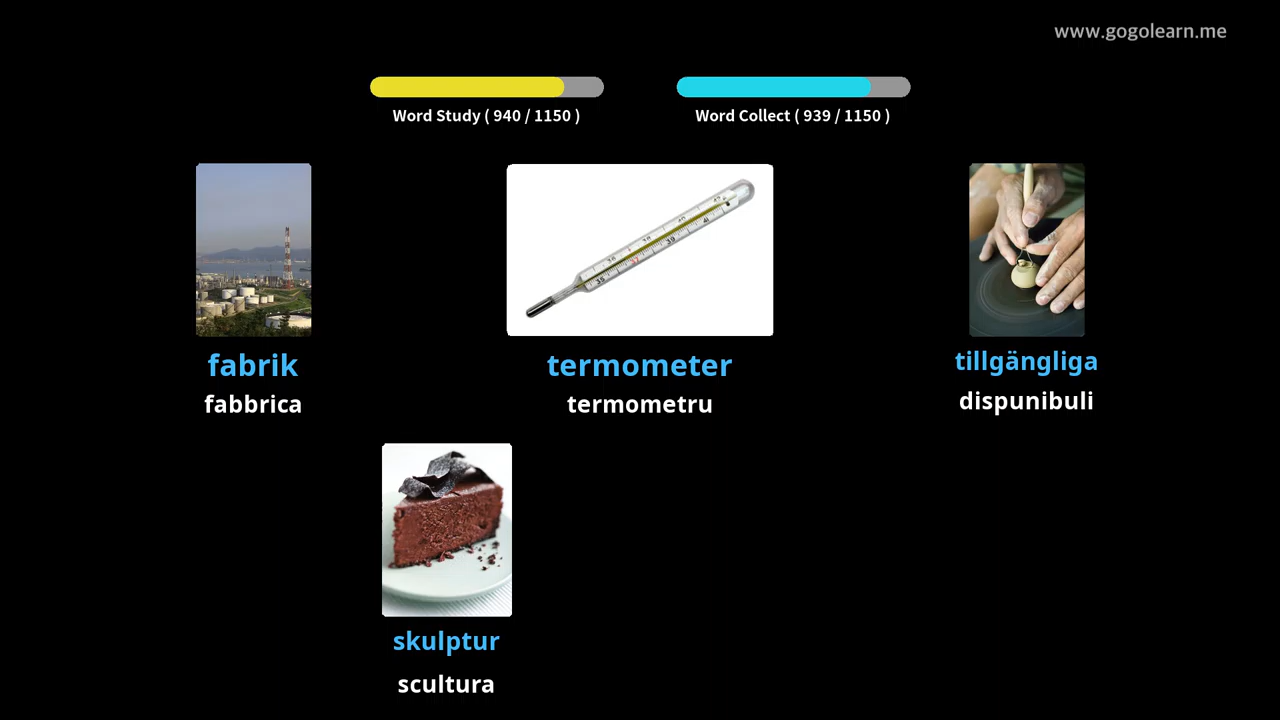 www.gogolearn.me
Word Study ( 940 / 1150 )
Word Collect ( 939 / 1150 )
fabrik
fabbrica
termometer
termometru
tillgängliga
dispunibuli
skulptur
scultura